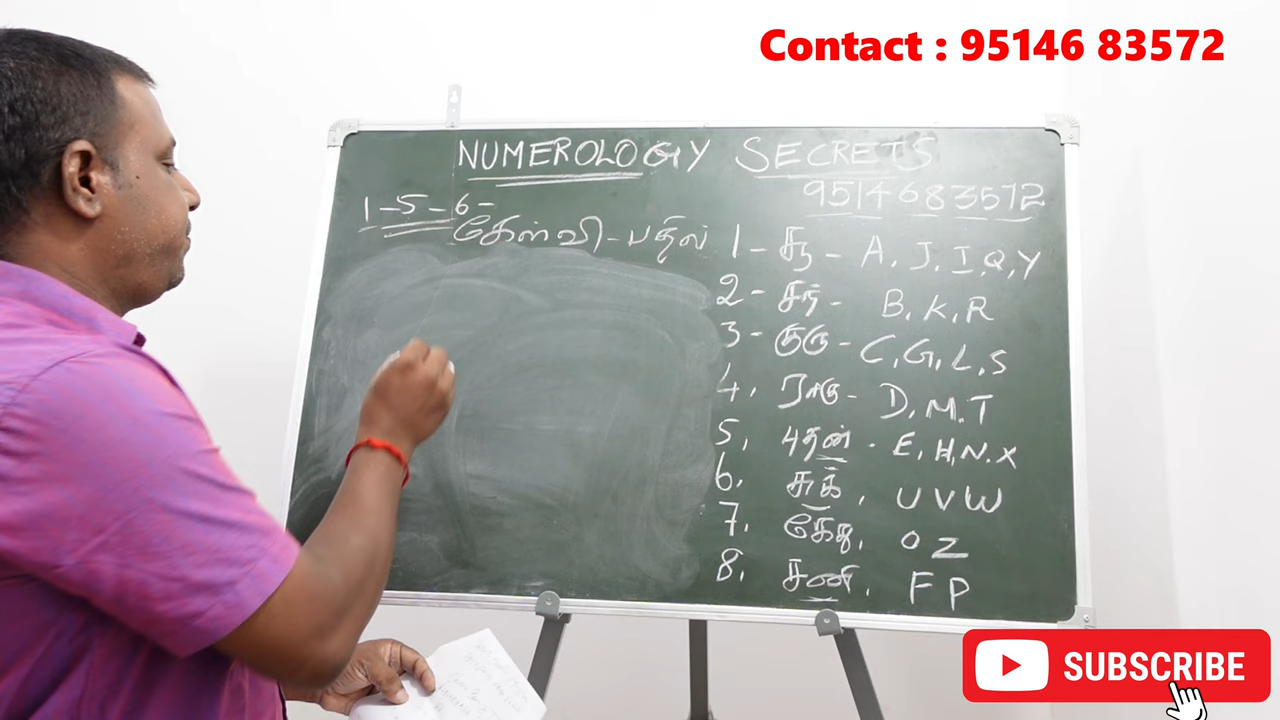 Contact : 95146 83572
NUMEROLOGY SECRETS
9514683572
1-5-6-
கேள்வி-பதில்
1- சூ - A, J, I, Q, Y
2- சந் - B, K, R
3- குரு - C, G, L, S
4, ராகு - D, M, T
5, புதன் - E, H, N, X
6, சுக், U V W
7, கேது, O Z
8, சனி, F P
SUBSCRIBE